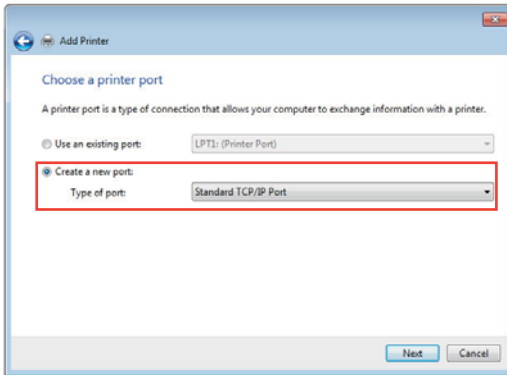 Add Printer
Choose a printer port
A printer port is a type of connection that allows your computer to exchange information with a printer.
Use an existing port: LPT1: (Printer Port)
Create a new port:
Type of port: Standard TCP/IP Port
Next Cancel